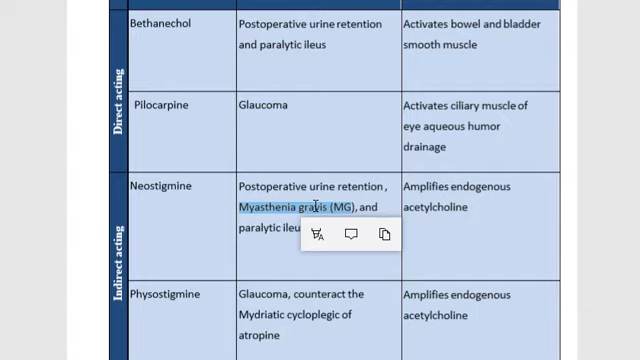 Direct acting
Bethanechol
Postoperative urine retention
and paralytic ileus
Activates bowel and bladder
smooth muscle
Pilocarpine
Glaucoma
Activates ciliary muscle of
eye aqueous humor
drainage
Indirect acting
Neostigmine
Postoperative urine retention ,
Myasthenia gravis (MG), and
paralytic ileu
Amplifies endogenous
acetylcholine
Physostigmine
Glaucoma, counteract the
Mydriatic cycloplegic of
atropine
Amplifies endogenous
acetylcholine